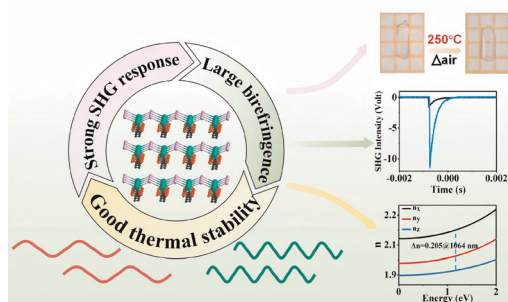 Strong SHG response
Large birefringence
Good thermal stability
250°C
Δair
SHG Intensity (Volt)
0
-5
-10
-0.002 0.000 0.002
Time (s)
n
2.2
2.1
1.9
nx
ny
nz
Δn=0.205@1064 nm
0 1 2
Energy (eV)